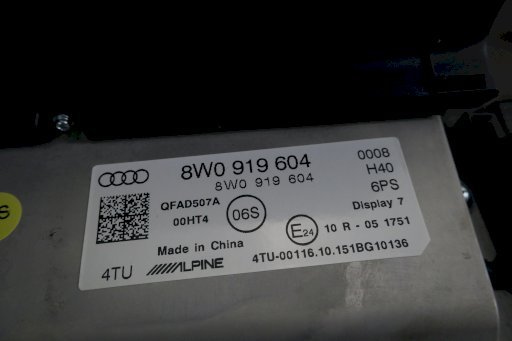 8W0 919 604
0008
8W0 919 604
H40
6PS
QFAD507A
00HT4
06S
Display 7
E24
10 R - 05 1751
Made in China
4TU
ALPINE
4TU-00116.10.151BG10136
S